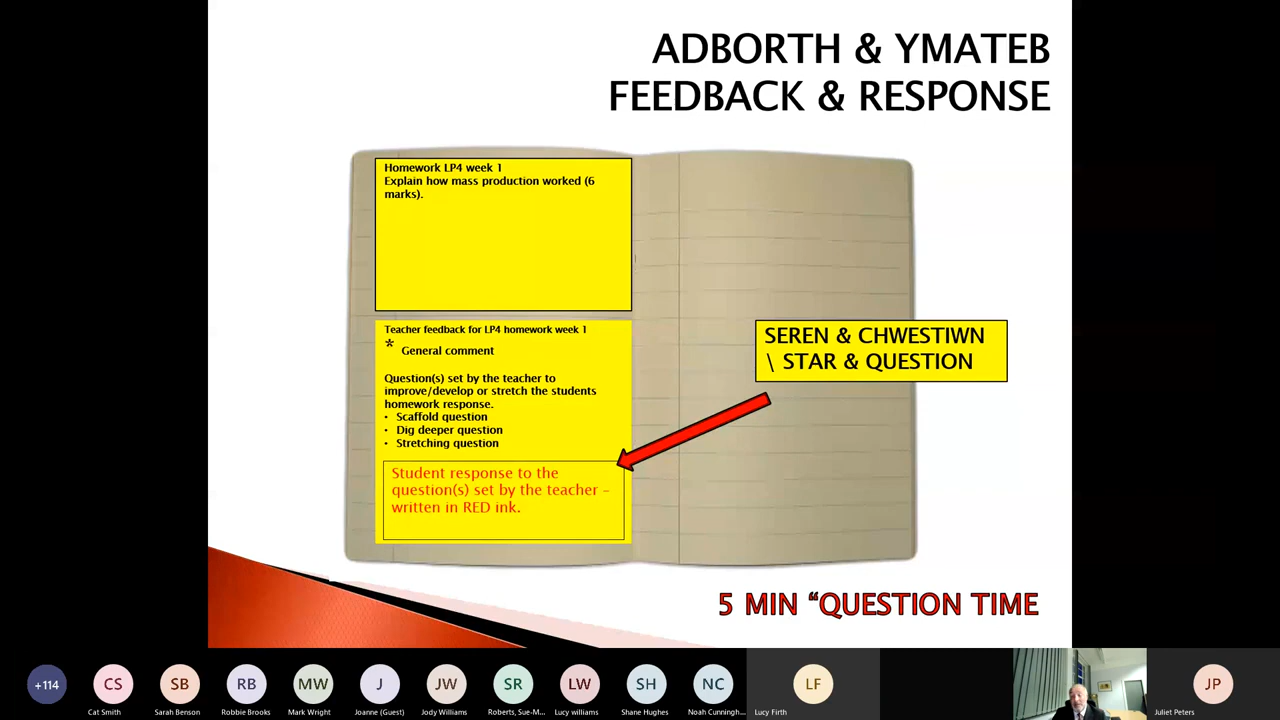 ADBORTH & YMATEB
FEEDBACK & RESPONSE
Homework LP4 week 1
Explain how mass production worked (6
marks).
Teacher feedback for LP4 homework week 1
* General comment
Question(s) set by the teacher to
improve/develop or stretch the students
homework response.
• Scaffold question
• Dig deeper question
• Stretching question
Student response to the
question(s) set by the teacher –
written in RED ink.
SEREN & CHWESTIWN
\ STAR & QUESTION
5 MIN “QUESTION TIME
+114
CS
SB
RB
MW
J
JW
SR
LW
SH
NC
LF
JP
Cat Smith
Sarah Benson
Robbie Brooks
Mark Wright
Joanne (Guest)
Jody Williams
Roberts, Sue-M...
Lucy williams
Shane Hughes
Noah Cunningh...
Lucy Firth
Juliet Peters